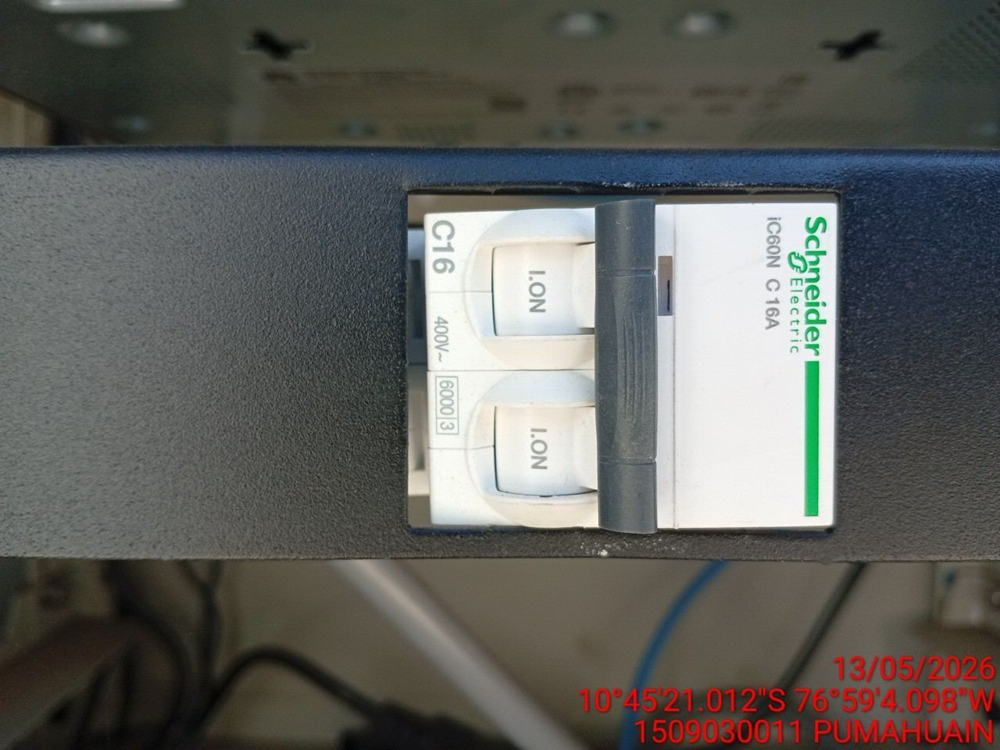 Schneider
Electric
iC60N C 16A
I.ON
I.ON
C16
400V~
6000 3
13/05/2026
10°45'21.012"S 76°59'4.098"W
1509030011 PUMAHUAIN